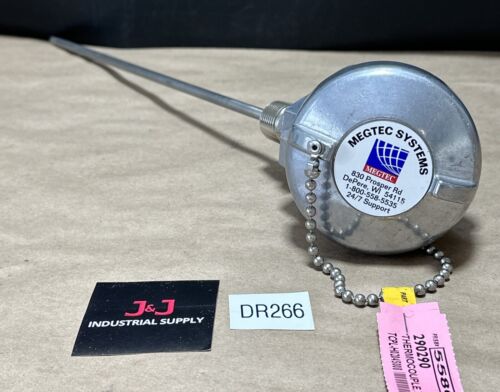 MEGTEC SYSTEMS
MEGTEC
830 Prosper Rd
DePere, WI 54115
1-800-558-5535
24/7 Support
J&J
INDUSTRIAL SUPPLY
DR266
PART
290290
THERMOCOUPLE